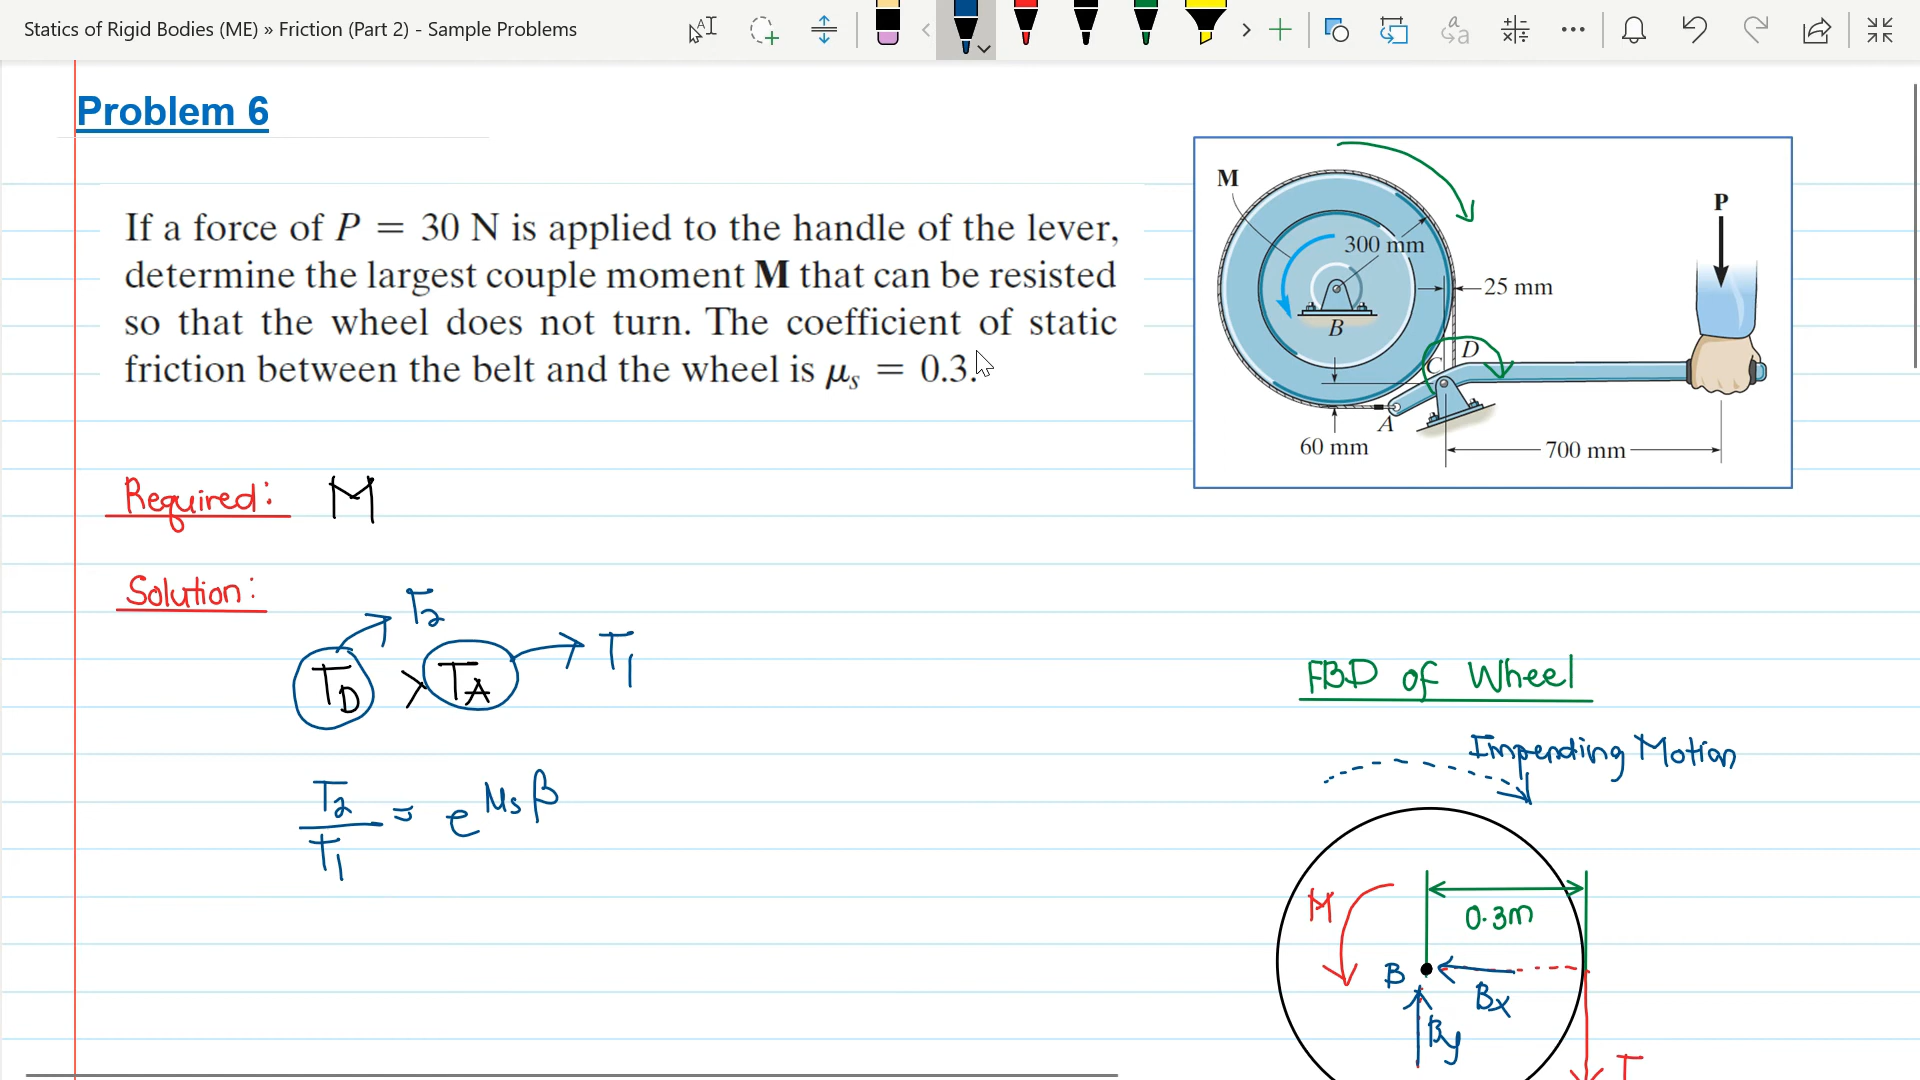 Statics of Rigid Bodies (ME) » Friction (Part 2) - Sample Problems
Problem 6
If a force of P = 30 N is applied to the handle of the lever,
determine the largest couple moment M that can be resisted
so that the wheel does not turn. The coefficient of static
friction between the belt and the wheel is μs = 0.3.
M
P
300 mm
25 mm
B
C
D
A
60 mm
700 mm
Required: M
Solution:
T2
TD > TA
T1
T2/T1 = e^μsβ
FBD of Wheel
Impending Motion
M
0.3m
B
Bx
By
T